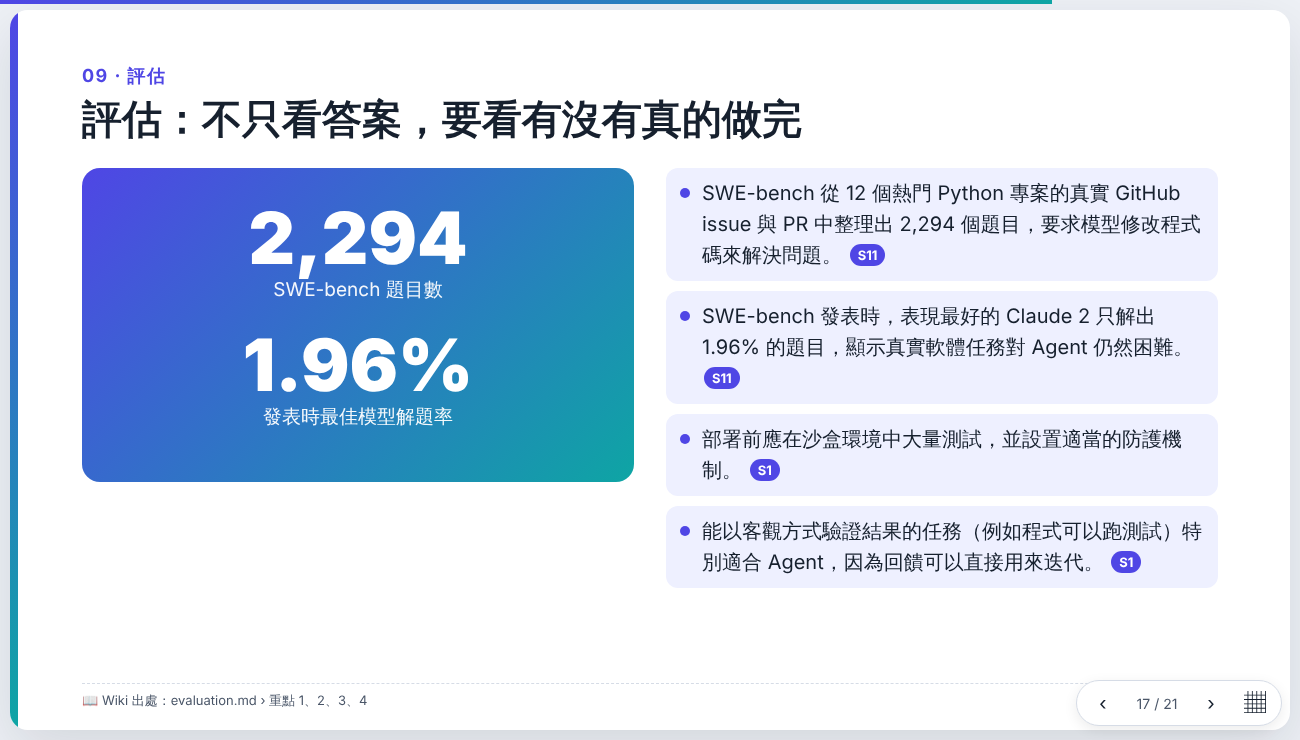 09 · 評估
評估：不只看答案，要看有沒有真的做完
2,294
SWE-bench 題目數
1.96%
發表時最佳模型解題率
SWE-bench 從 12 個熱門 Python 專案的真實 GitHub
issue 與 PR 中整理出 2,294 個題目，要求模型修改程式
碼來解決問題。 S11
SWE-bench 發表時，表現最好的 Claude 2 只解出
1.96% 的題目，顯示真實軟體任務對 Agent 仍然困難。
S11
部署前應在沙盒環境中大量測試，並設置適當的防護機
制。 S1
能以客觀方式驗證結果的任務（例如程式可以跑測試）特
別適合 Agent，因為回饋可以直接用來迭代。 S1
📖 Wiki 出處：evaluation.md › 重點 1、2、3、4
‹ 17 / 21 ›